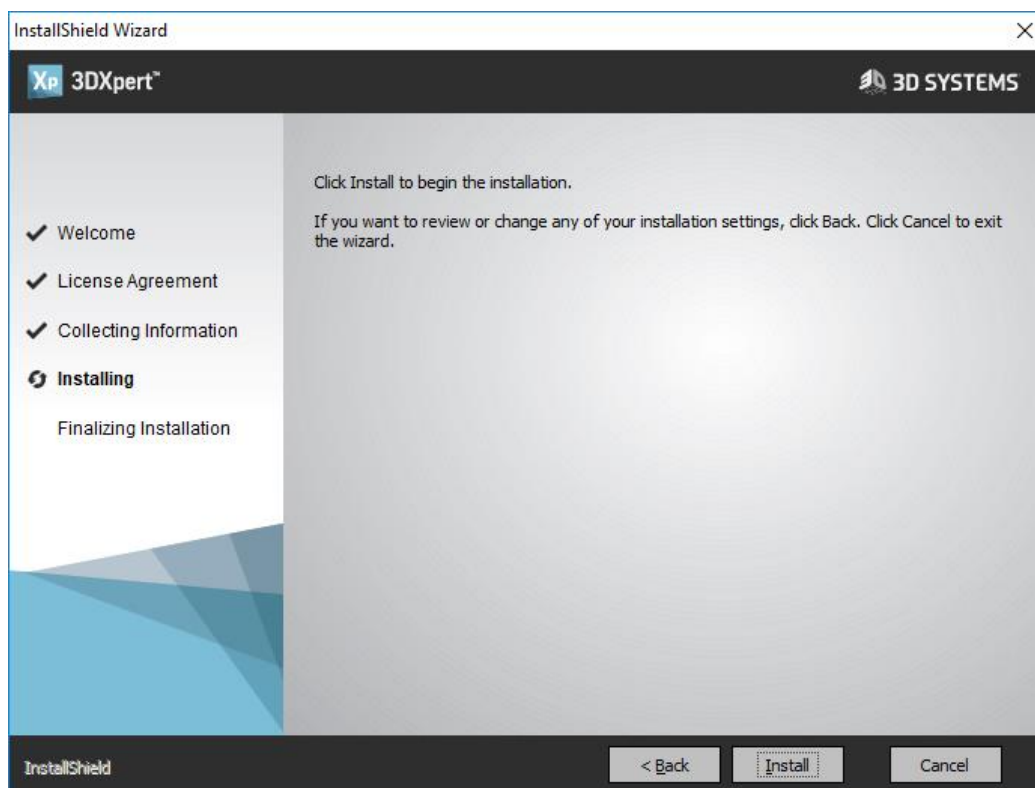 InstallShield Wizard
Xp 3DXpert™
3D SYSTEMS
Welcome
License Agreement
Collecting Information
Installing
Finalizing Installation
Click Install to begin the installation.
If you want to review or change any of your installation settings, click Back. Click Cancel to exit
the wizard.
InstallShield
< Back
Install
Cancel